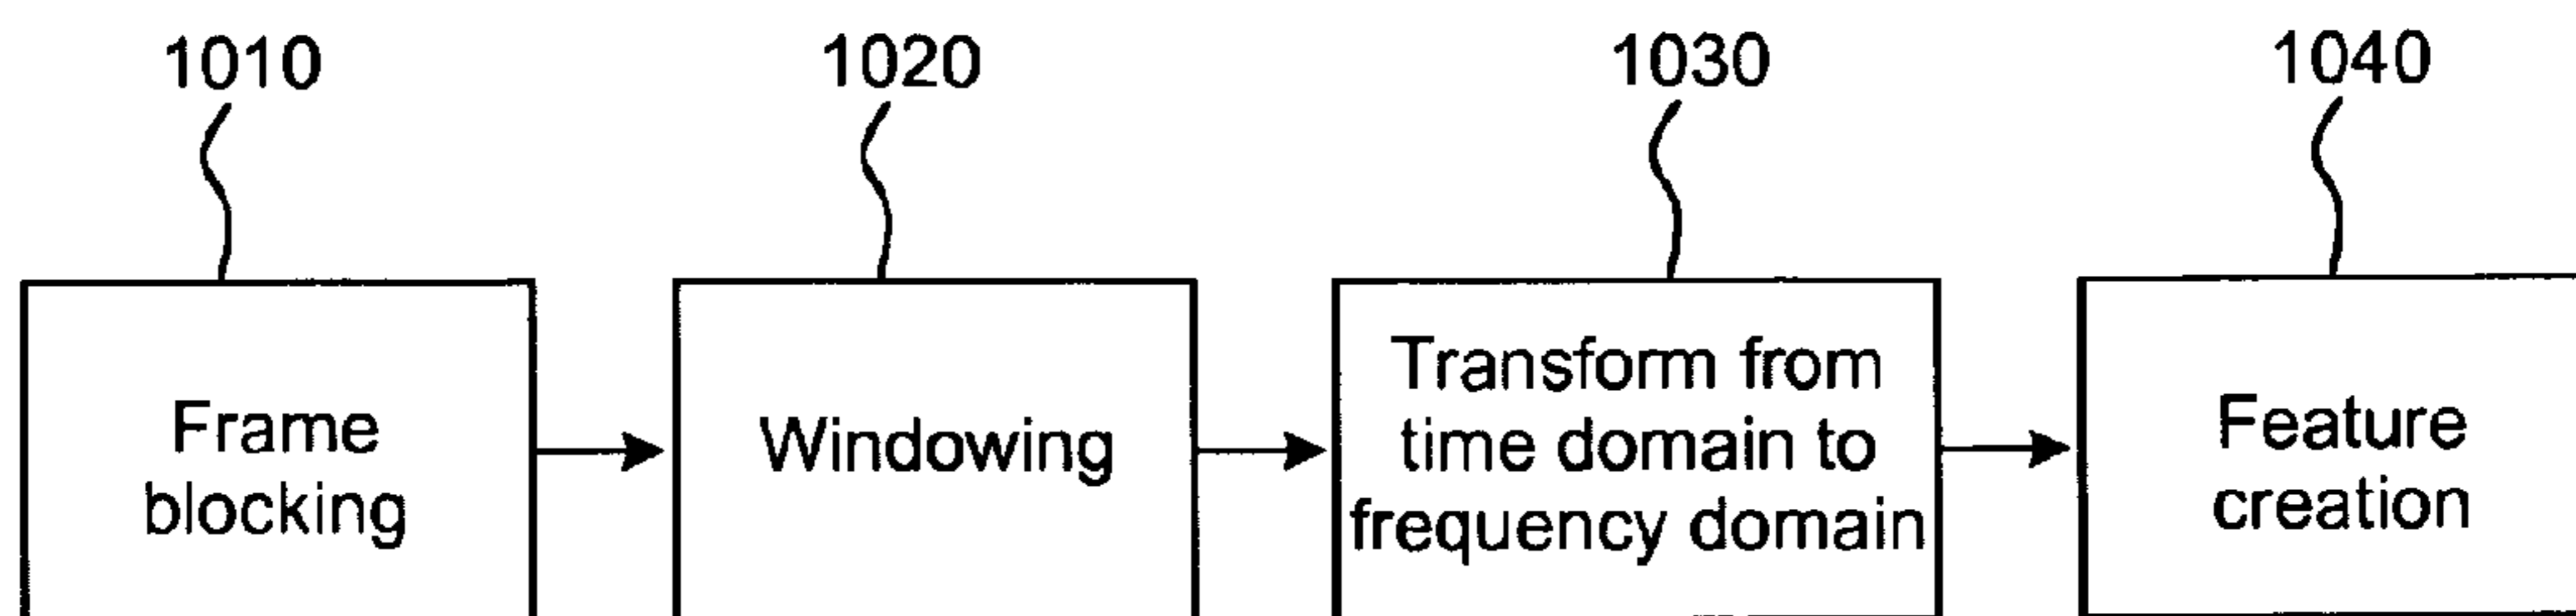 1010
1020
1030
1040
Frame
blocking
Windowing
Transform from
time domain to
frequency domain
Feature
creation